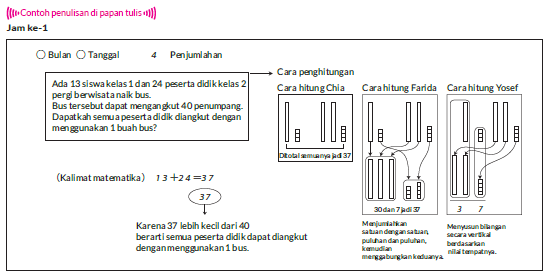 Contoh penulisan di papan tulis
Jam ke-1
Bulan Tanggal 4 Penjumlahan
Ada 13 siswa kelas 1 dan 24 peserta didik kelas 2
pergi berwisata naik bus.
Bus tersebut dapat mengangkut 40 penumpang.
Dapatkah semua peserta didik diangkut dengan
menggunakan 1 buah bus?
(Kalimat matematika) 13+24=37
37
Karena 37 lebih kecil dari 40
berarti semua peserta didik dapat diangkut
dengan menggunakan 1 bus.
Cara penghitungan
Cara hitung Chia
Ditotal semuanya jadi 37
Cara hitung Farida
30 dan 7 jadi 37
Menjumlahkan
satuan dengan satuan,
puluhan dan puluhan,
kemudian
menggabungkan keduanya.
Cara hitung Yosef
3 7
Menyusun bilangan
secara vertikal
berdasarkan
nilai tempatnya.